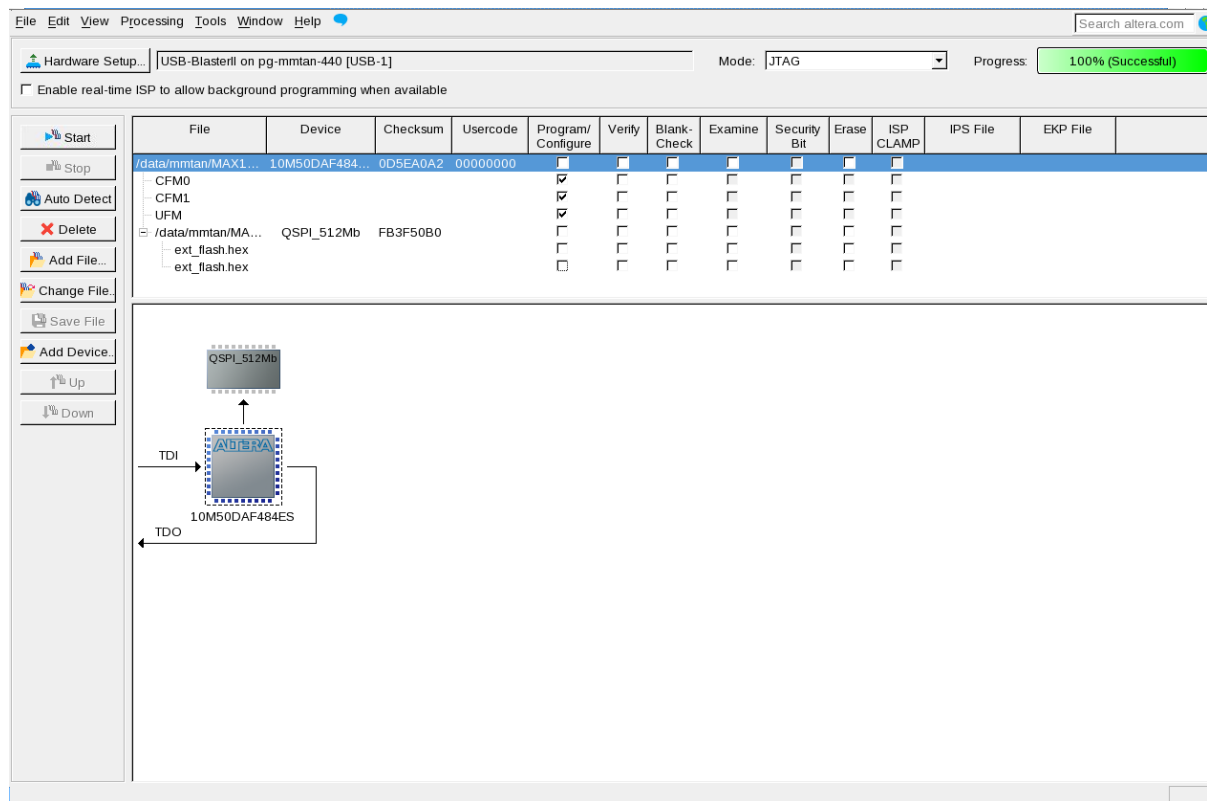 File Edit View Processing Tools Window Help
Search altera.com
Hardware Setup... USB-BlasterII on pg-mmtan-440 [USB-1] Mode: JTAG Progress: 100% (Successful)
Enable real-time ISP to allow background programming when available
Start
Stop
Auto Detect
Delete
Add File...
Change File..
Save File
Add Device..
Up
Down
File Device Checksum Usercode Program/ Configure Verify Blank- Check Examine Security Bit Erase ISP CLAMP IPS File EKP File
/data/mmtan/MAX1... 10M50DAF484... 0D5EA0A2 00000000
CFM0
CFM1
UFM
/data/mmtan/MA... QSPI_512Mb FB3F50B0
ext_flash.hex
ext_flash.hex
QSPI_512Mb
ALTERA
TDI
10M50DAF484ES
TDO